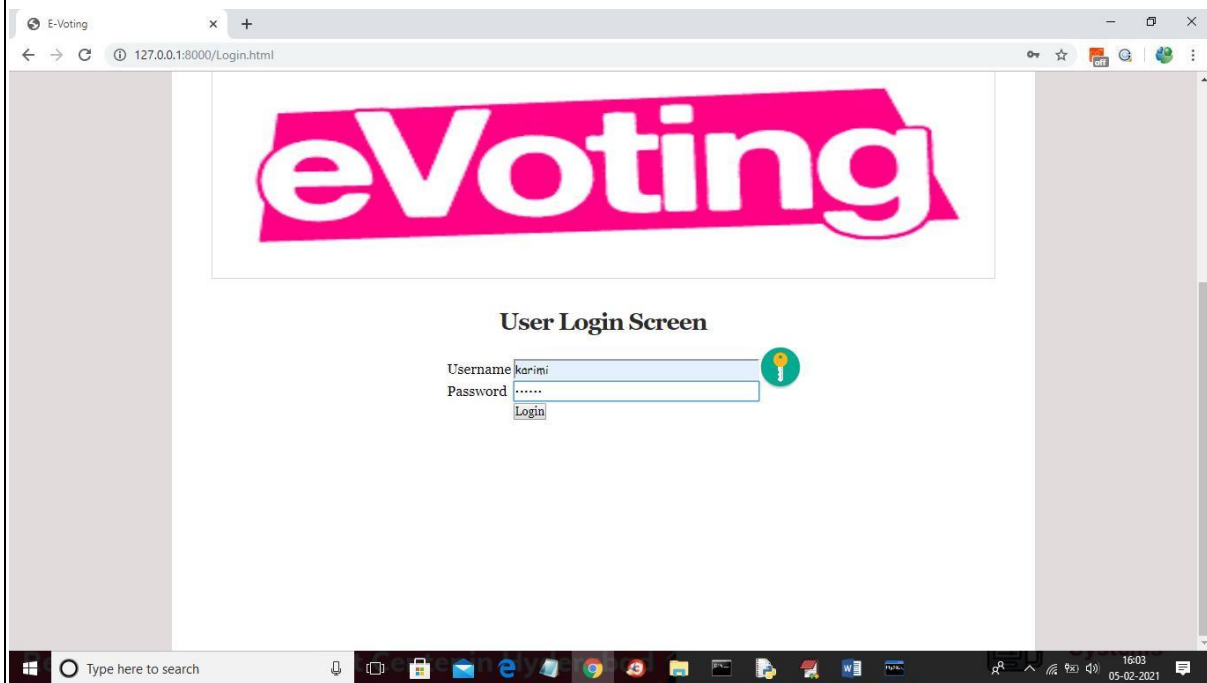 E-Voting
127.0.0.1:8000/Login.html
off
eVoting
User Login Screen
Username karimi
Password ······
Login
Type here to search
16:03
05-02-2021